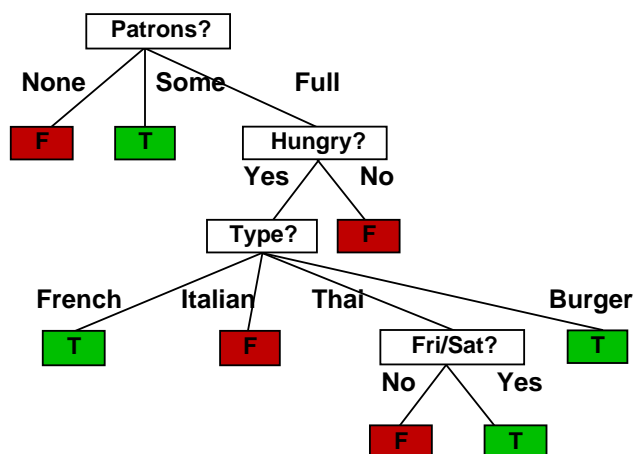 Patrons?
None Some Full
F T Hungry?
Yes No
Type? F
French Italian Thai Burger
T F Fri/Sat? T
No Yes
F T